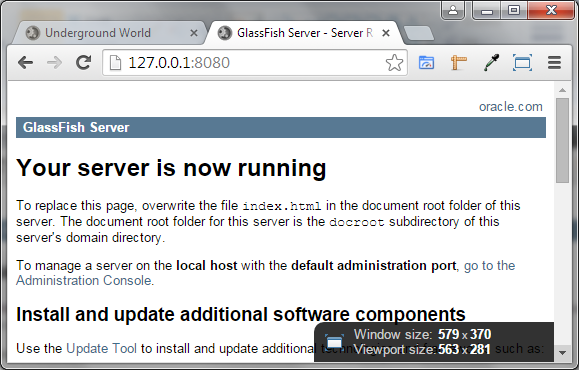 Underground World
GlassFish Server - Server R
127.0.0.1:8080
oracle.com
GlassFish Server
Your server is now running
To replace this page, overwrite the file index.html in the document root folder of this
server. The document root folder for this server is the docroot subdirectory of this
server's domain directory.
To manage a server on the local host with the default administration port, go to the
Administration Console.
Install and update additional software components
Window size: 579 x 370
Use the Update Tool to install and update additional
Viewport size: 563 x 281
such as: